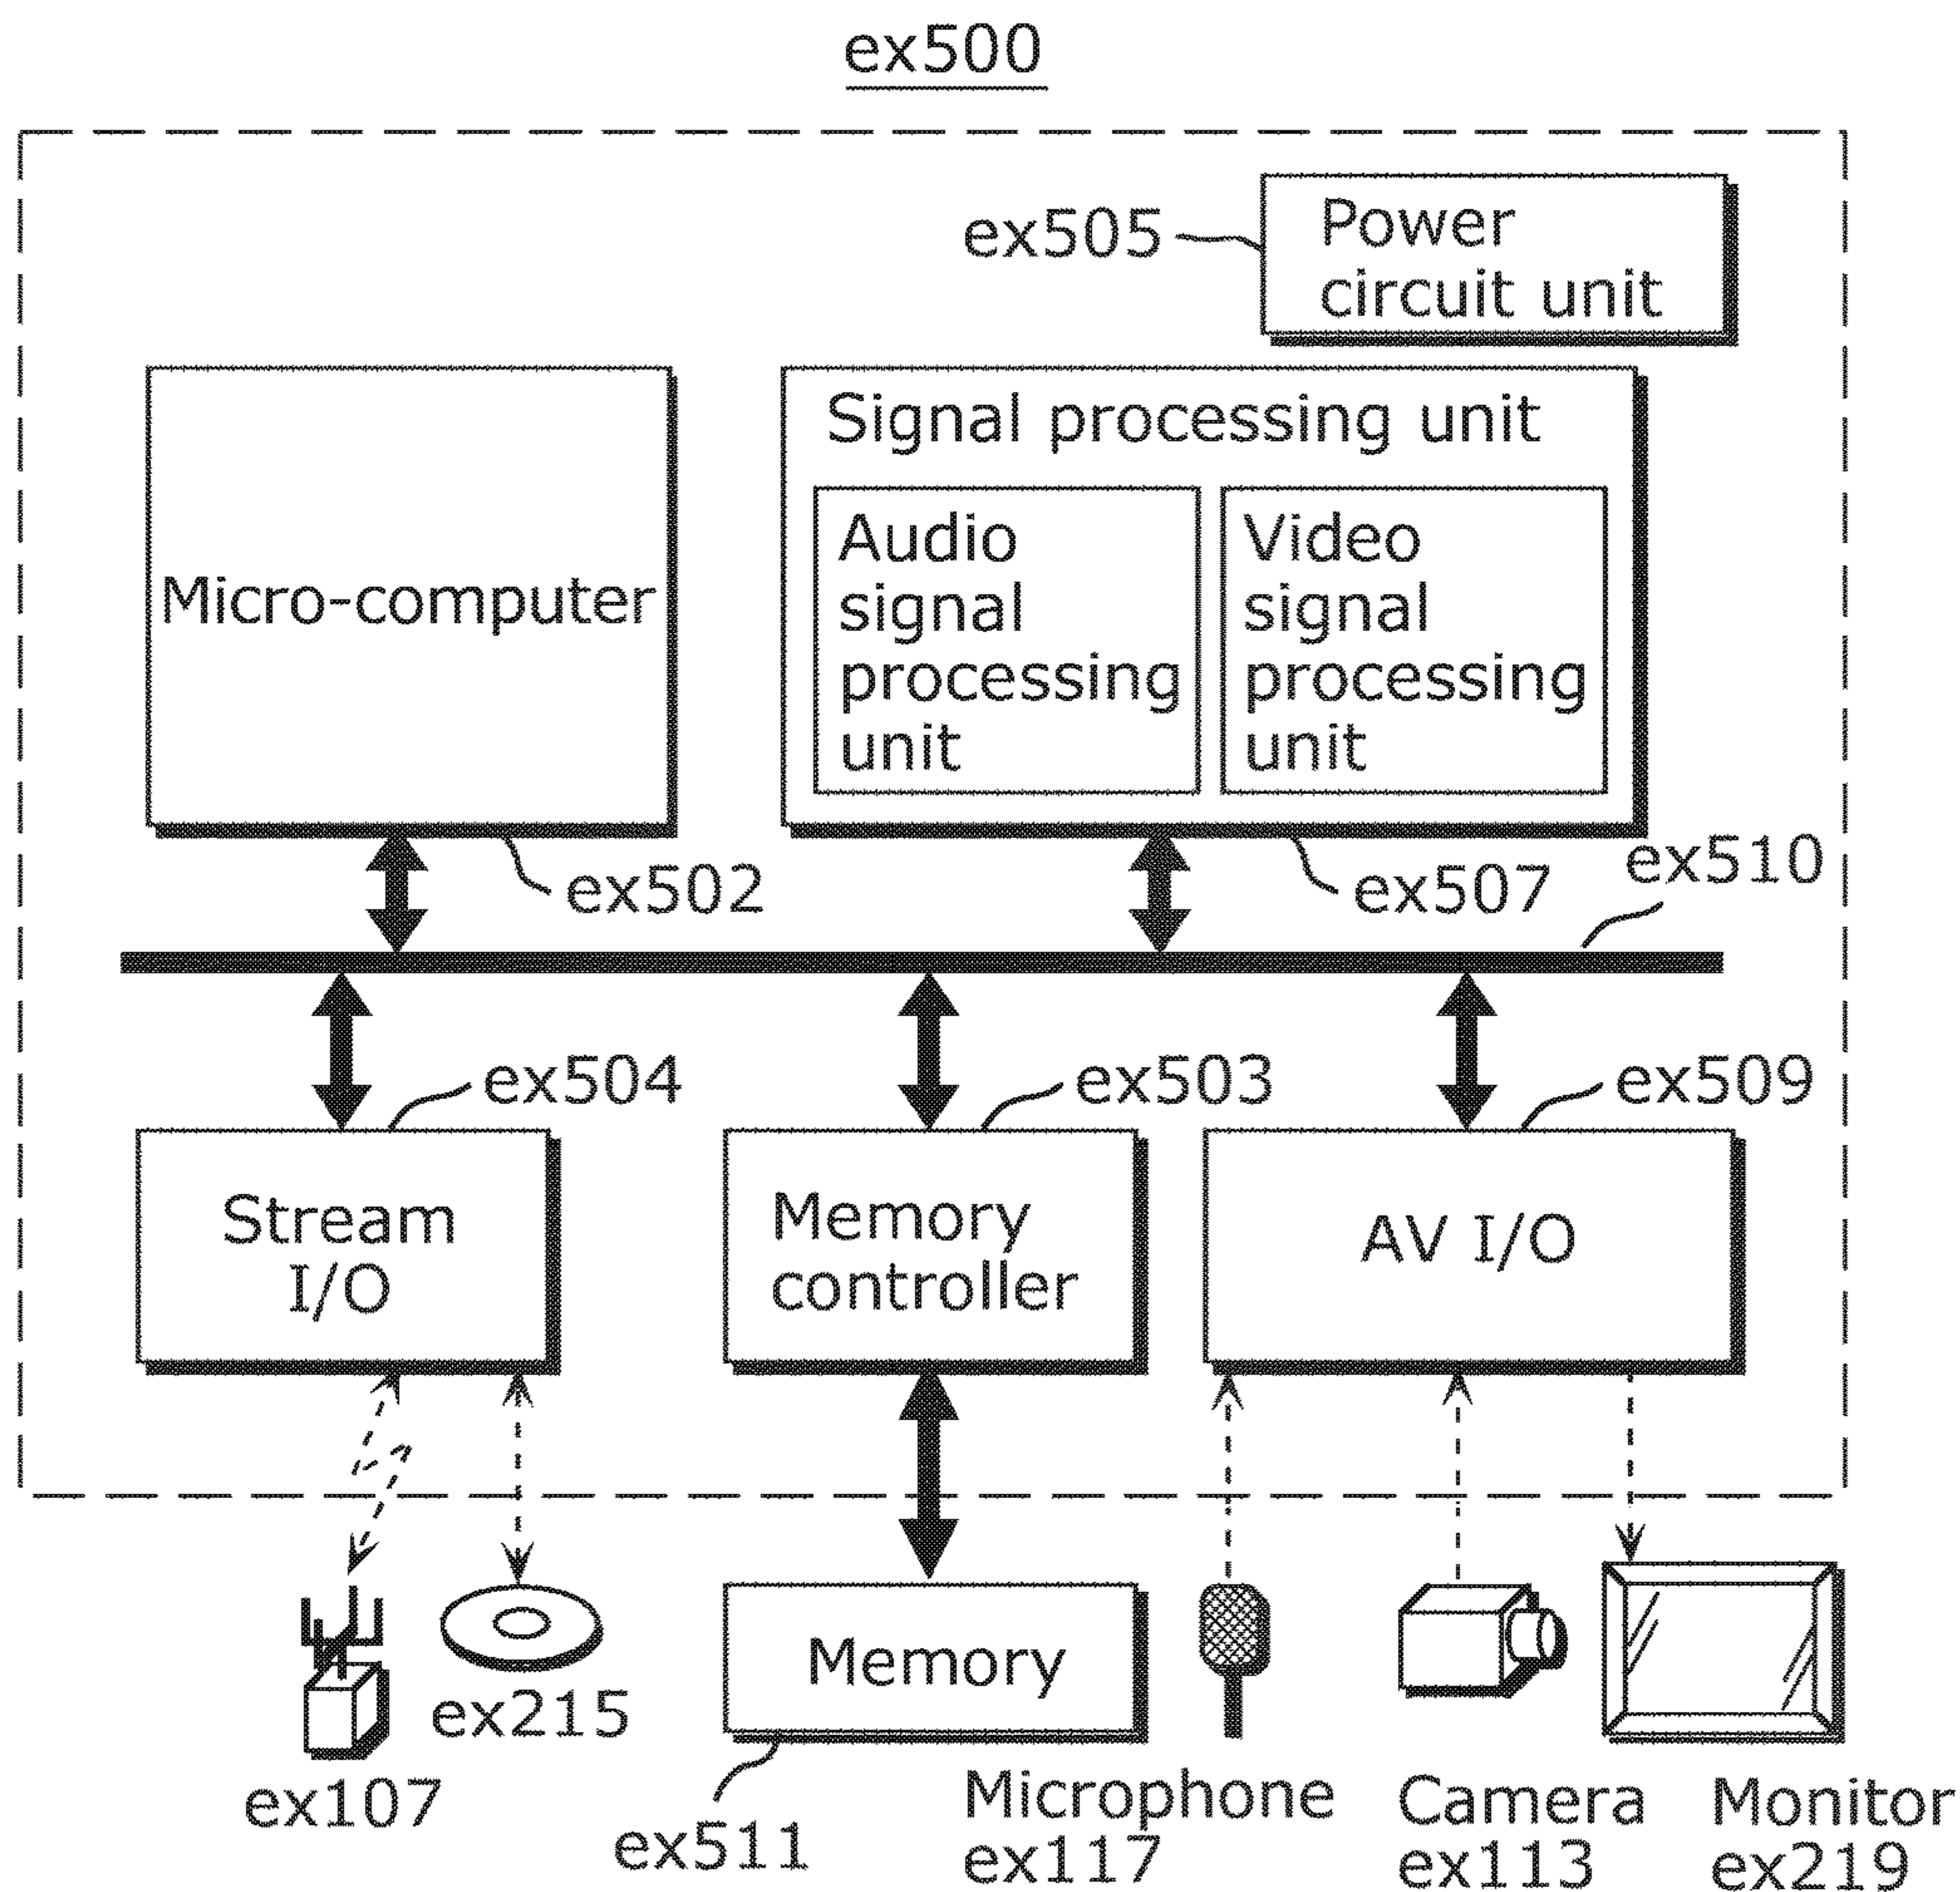 ex500
ex505
Power
circuit unit
Micro-computer
Signal processing unit
Audio
signal
processing
unit
Video
signal
processing
unit
ex502
ex507
ex510
ex504
ex503
ex509
Stream
I/O
Memory
controller
AV I/O
ex107
ex215
Memory
ex511
Microphone
ex117
Camera
ex113
Monitor
ex219